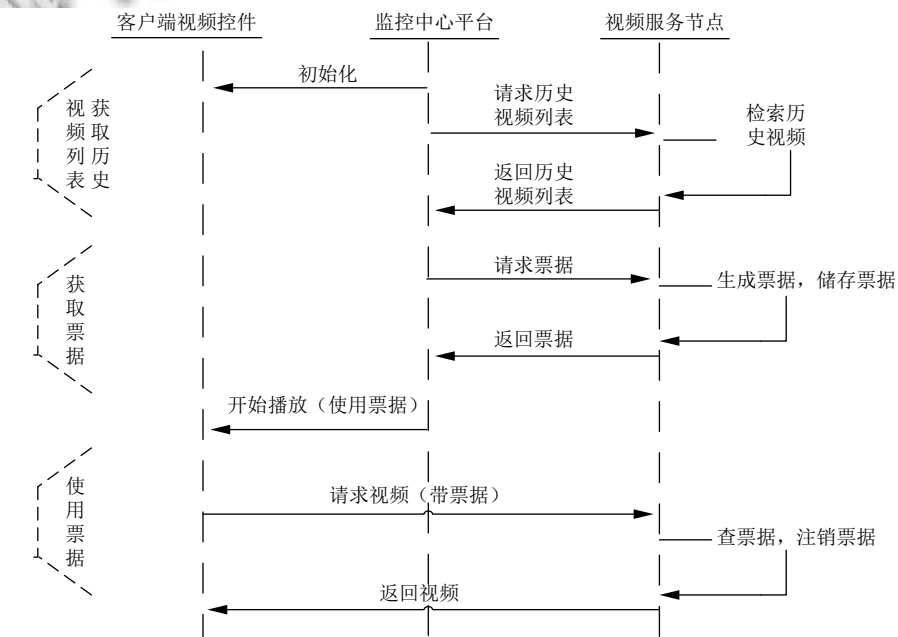 客户端视频控件
监控中心平台
视频服务节点
初始化
请求历史
视频列表
检索历
史视频
获取历史
视频列表
返回历史
视频列表
请求票据
生成票据，储存票据
获取票据
返回票据
开始播放（使用票据）
使用票据
请求视频（带票据）
查票据，注销票据
返回视频